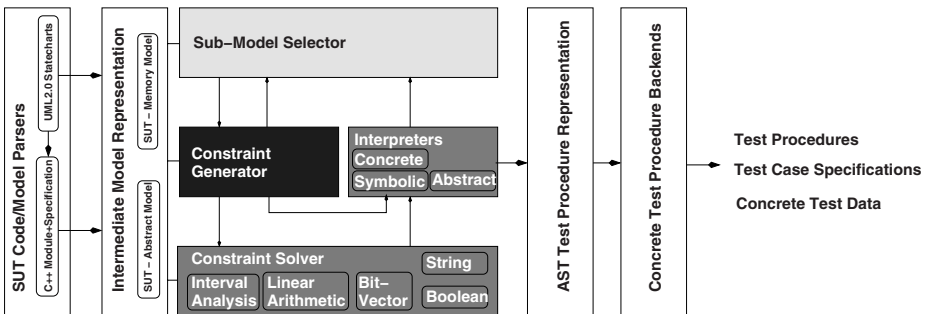 SUT Code/Model Parsers
UML2.0 Statecharts
C++ Module+Specification
Intermediate Model Representation
SUT – Memory Model
SUT – Abstract Model
Sub–Model Selector
Constraint
Generator
Interpreters
Concrete
Symbolic
Abstract
Constraint Solver
Interval
Analysis
Linear
Arithmetic
Bit–
Vector
String
Boolean
AST Test Procedure Representation
Concrete Test Procedure Backends
Test Procedures
Test Case Specifications
Concrete Test Data